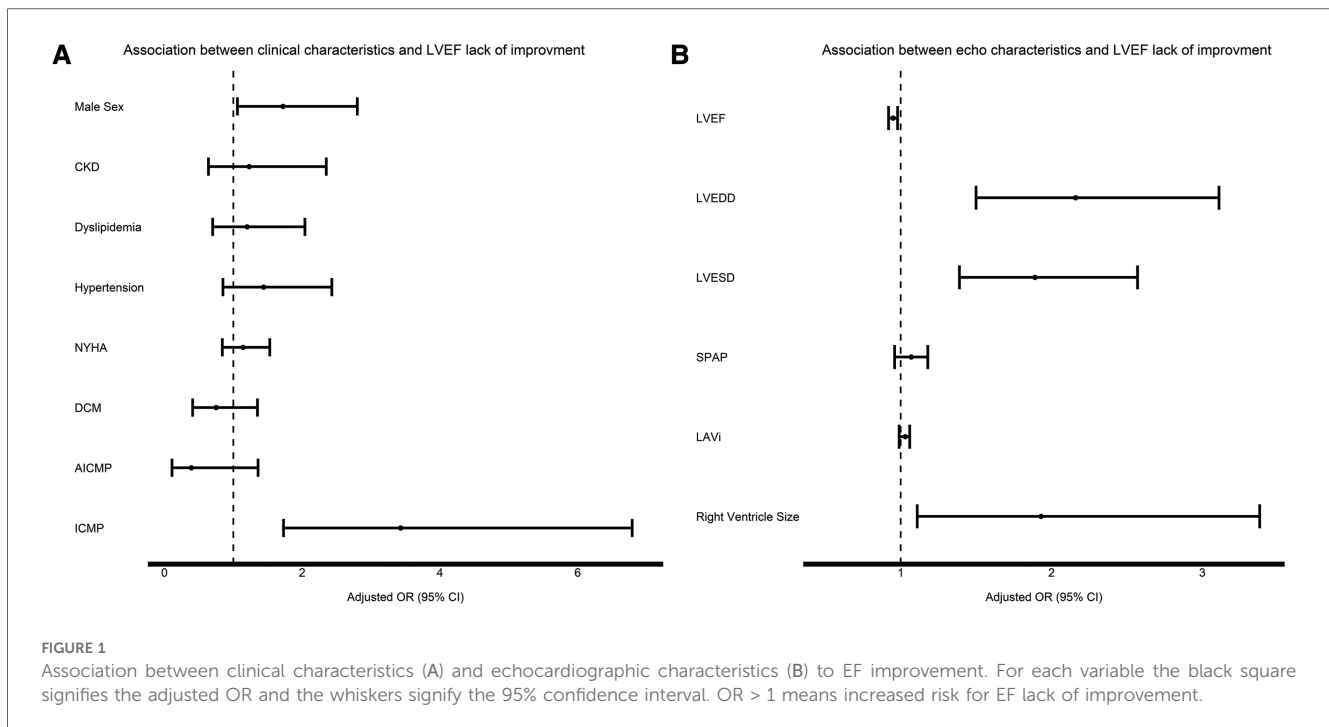 A
Association between clinical characteristics and LVEF lack of improvment
Male Sex
CKD
Dyslipidemia
Hypertension
NYHA
DCM
AICMP
ICMP
0 2 4 6
Adjusted OR (95% CI)
B
Association between echo characteristics and LVEF lack of improvment
LVEF
LVEDD
LVESD
SPAP
LAVi
Right Ventricle Size
1 2 3
Adjusted OR (95% CI)
FIGURE 1
Association between clinical characteristics (A) and echocardiographic characteristics (B) to EF improvement. For each variable the black square
signifies the adjusted OR and the whiskers signify the 95% confidence interval. OR > 1 means increased risk for EF lack of improvement.